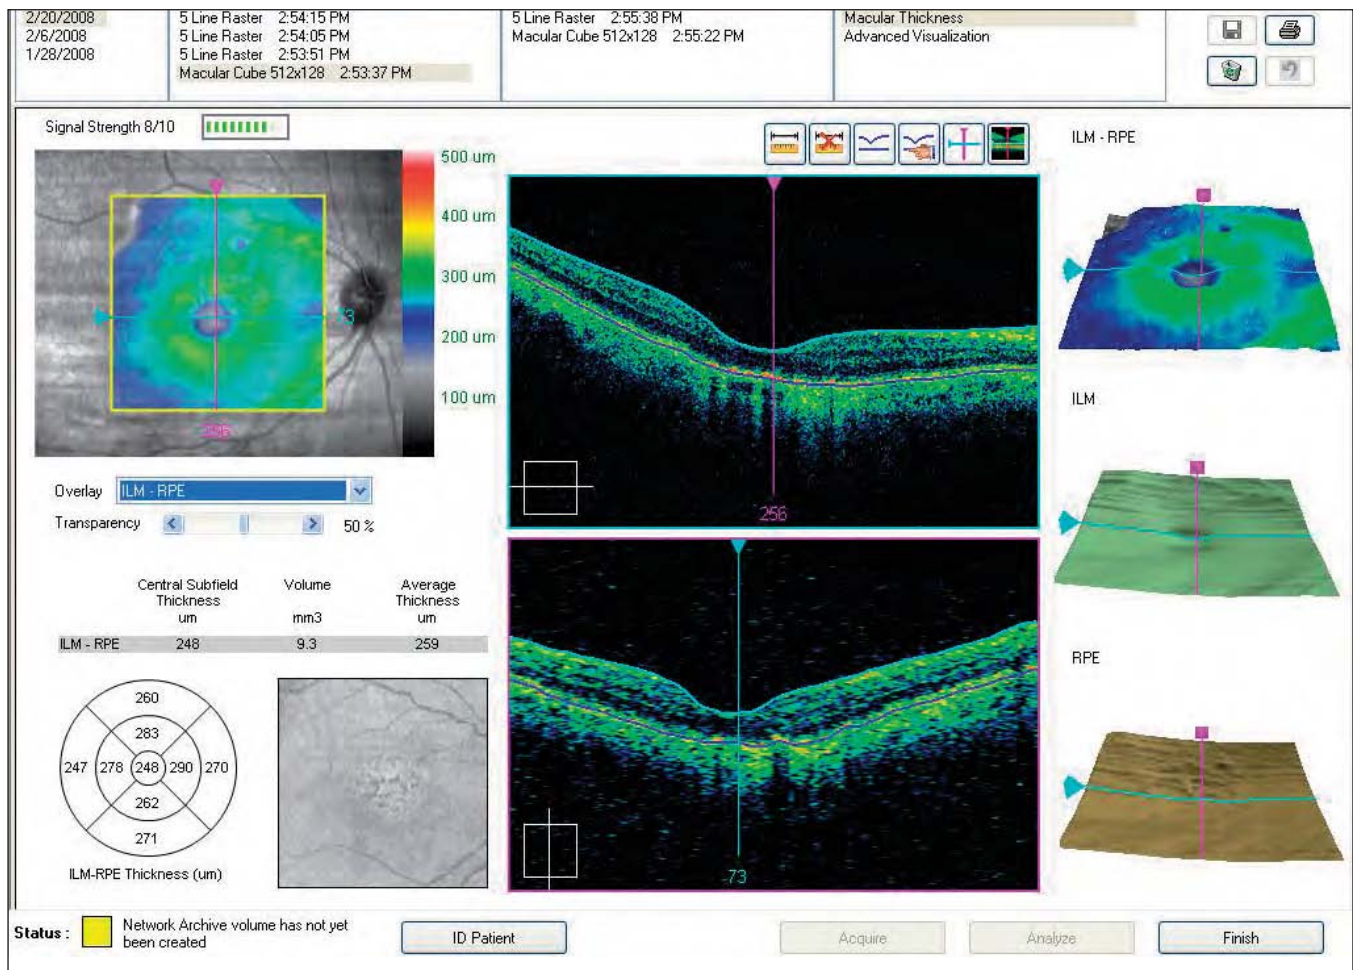 2/20/2008
2/6/2008
1/28/2008
5 Line Raster 2:54:15 PM
5 Line Raster 2:54:05 PM
5 Line Raster 2:53:51 PM
Macular Cube 512x128 2:53:37 PM
5 Line Raster 2:55:38 PM
Macular Cube 512x128 2:55:22 PM
Macular Thickness
Advanced Visualization
Signal Strength 8/10
500 um
400 um
300 um
200 um
100 um
73
256
Overlay ILM - RPE
Transparency 50 %
Central Subfield Thickness um
Volume mm3
Average Thickness um
ILM - RPE 248 9.3 259
260
283
247 278 248 290 270
262
271
ILM-RPE Thickness (um)
256
73
ILM - RPE
ILM
RPE
Status : Network Archive volume has not yet
been created
ID Patient
Acquire
Analyze
Finish